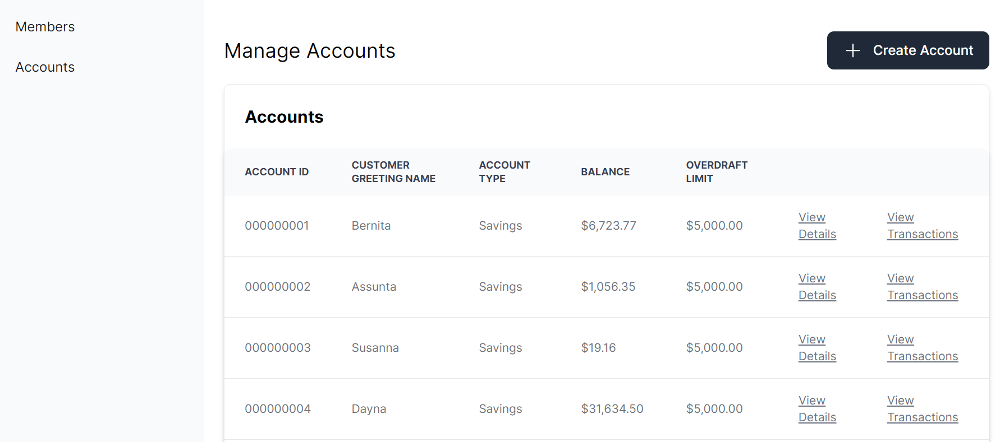 Members
Accounts
Manage Accounts
Create Account
Accounts
ACCOUNT ID
CUSTOMER
GREETING NAME
ACCOUNT
TYPE
BALANCE
OVERDRAFT
LIMIT
000000001 Bernita Savings $6,723.77 $5,000.00
View
Details
View
Transactions
000000002 Assunta Savings $1,056.35 $5,000.00
View
Details
View
Transactions
000000003 Susanna Savings $19.16 $5,000.00
View
Details
View
Transactions
000000004 Dayna Savings $31,634.50 $5,000.00
View
Details
View
Transactions